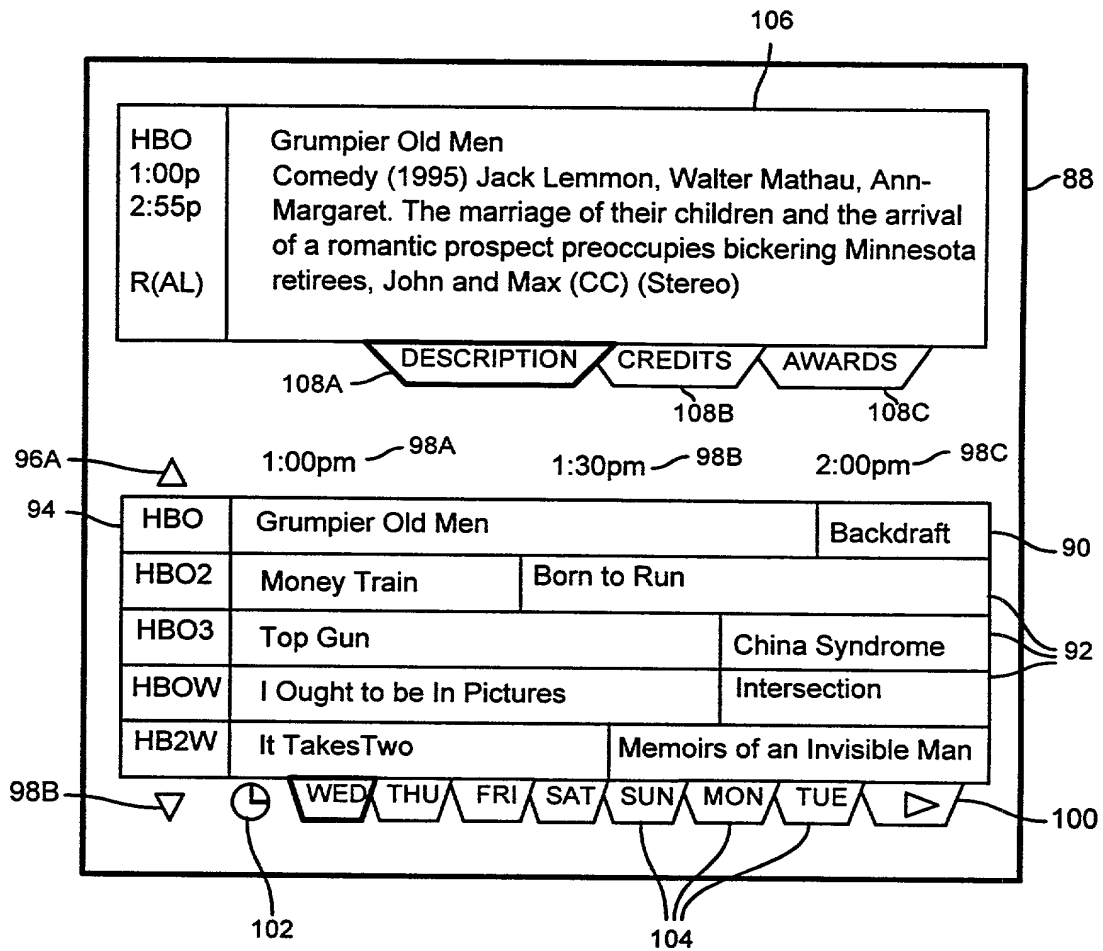 106
HBO
1:00p
2:55p
R(AL)
Grumpier Old Men
Comedy (1995) Jack Lemmon, Walter Mathau, Ann-
Margaret. The marriage of their children and the arrival
of a romantic prospect preoccupies bickering Minnesota
retirees, John and Max (CC) (Stereo)
88
DESCRIPTION CREDITS AWARDS
108A 108B 108C
96A 1:00pm 98A 1:30pm 98B 2:00pm 98C
94 HBO Grumpier Old Men Backdraft 90
HBO2 Money Train Born to Run
HBO3 Top Gun China Syndrome 92
HBOW I Ought to be In Pictures Intersection
HB2W It TakesTwo Memoirs of an Invisible Man
98B WED THU FRI SAT SUN MON TUE 100
102 104